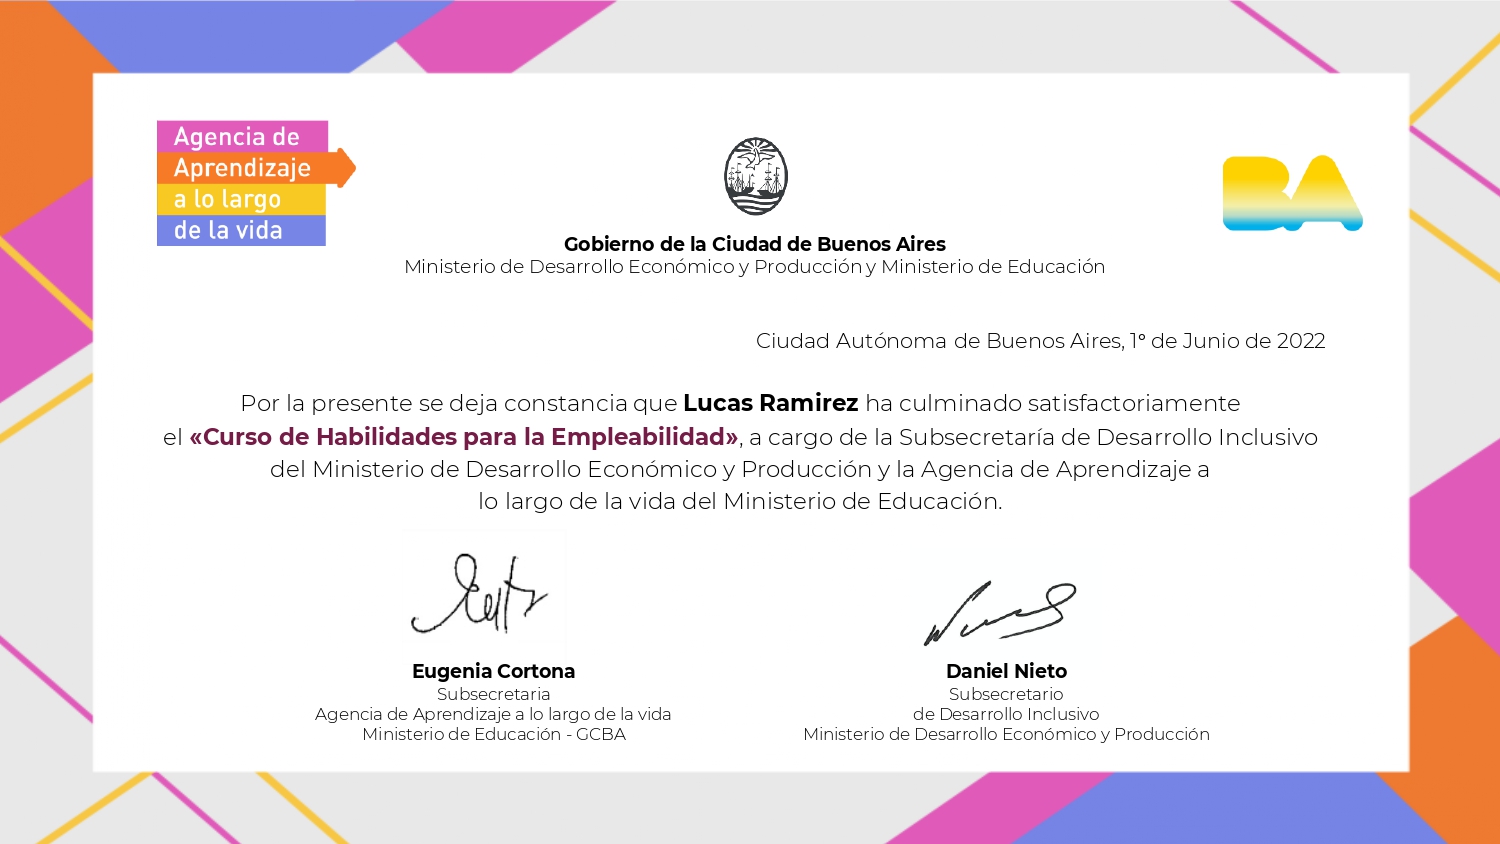 Agencia de
Aprendizaje
a lo largo
de la vida
BA
Gobierno de la Ciudad de Buenos Aires
Ministerio de Desarrollo Económico y Producción y Ministerio de Educación
Ciudad Autónoma de Buenos Aires, 1° de Junio de 2022
Por la presente se deja constancia que Lucas Ramirez ha culminado satisfactoriamente
el «Curso de Habilidades para la Empleabilidad», a cargo de la Subsecretaría de Desarrollo Inclusivo
del Ministerio de Desarrollo Económico y Producción y la Agencia de Aprendizaje a
lo largo de la vida del Ministerio de Educación.
Eugenia Cortona
Subsecretaria
Agencia de Aprendizaje a lo largo de la vida
Ministerio de Educación - GCBA
Daniel Nieto
Subsecretario
de Desarrollo Inclusivo
Ministerio de Desarrollo Económico y Producción